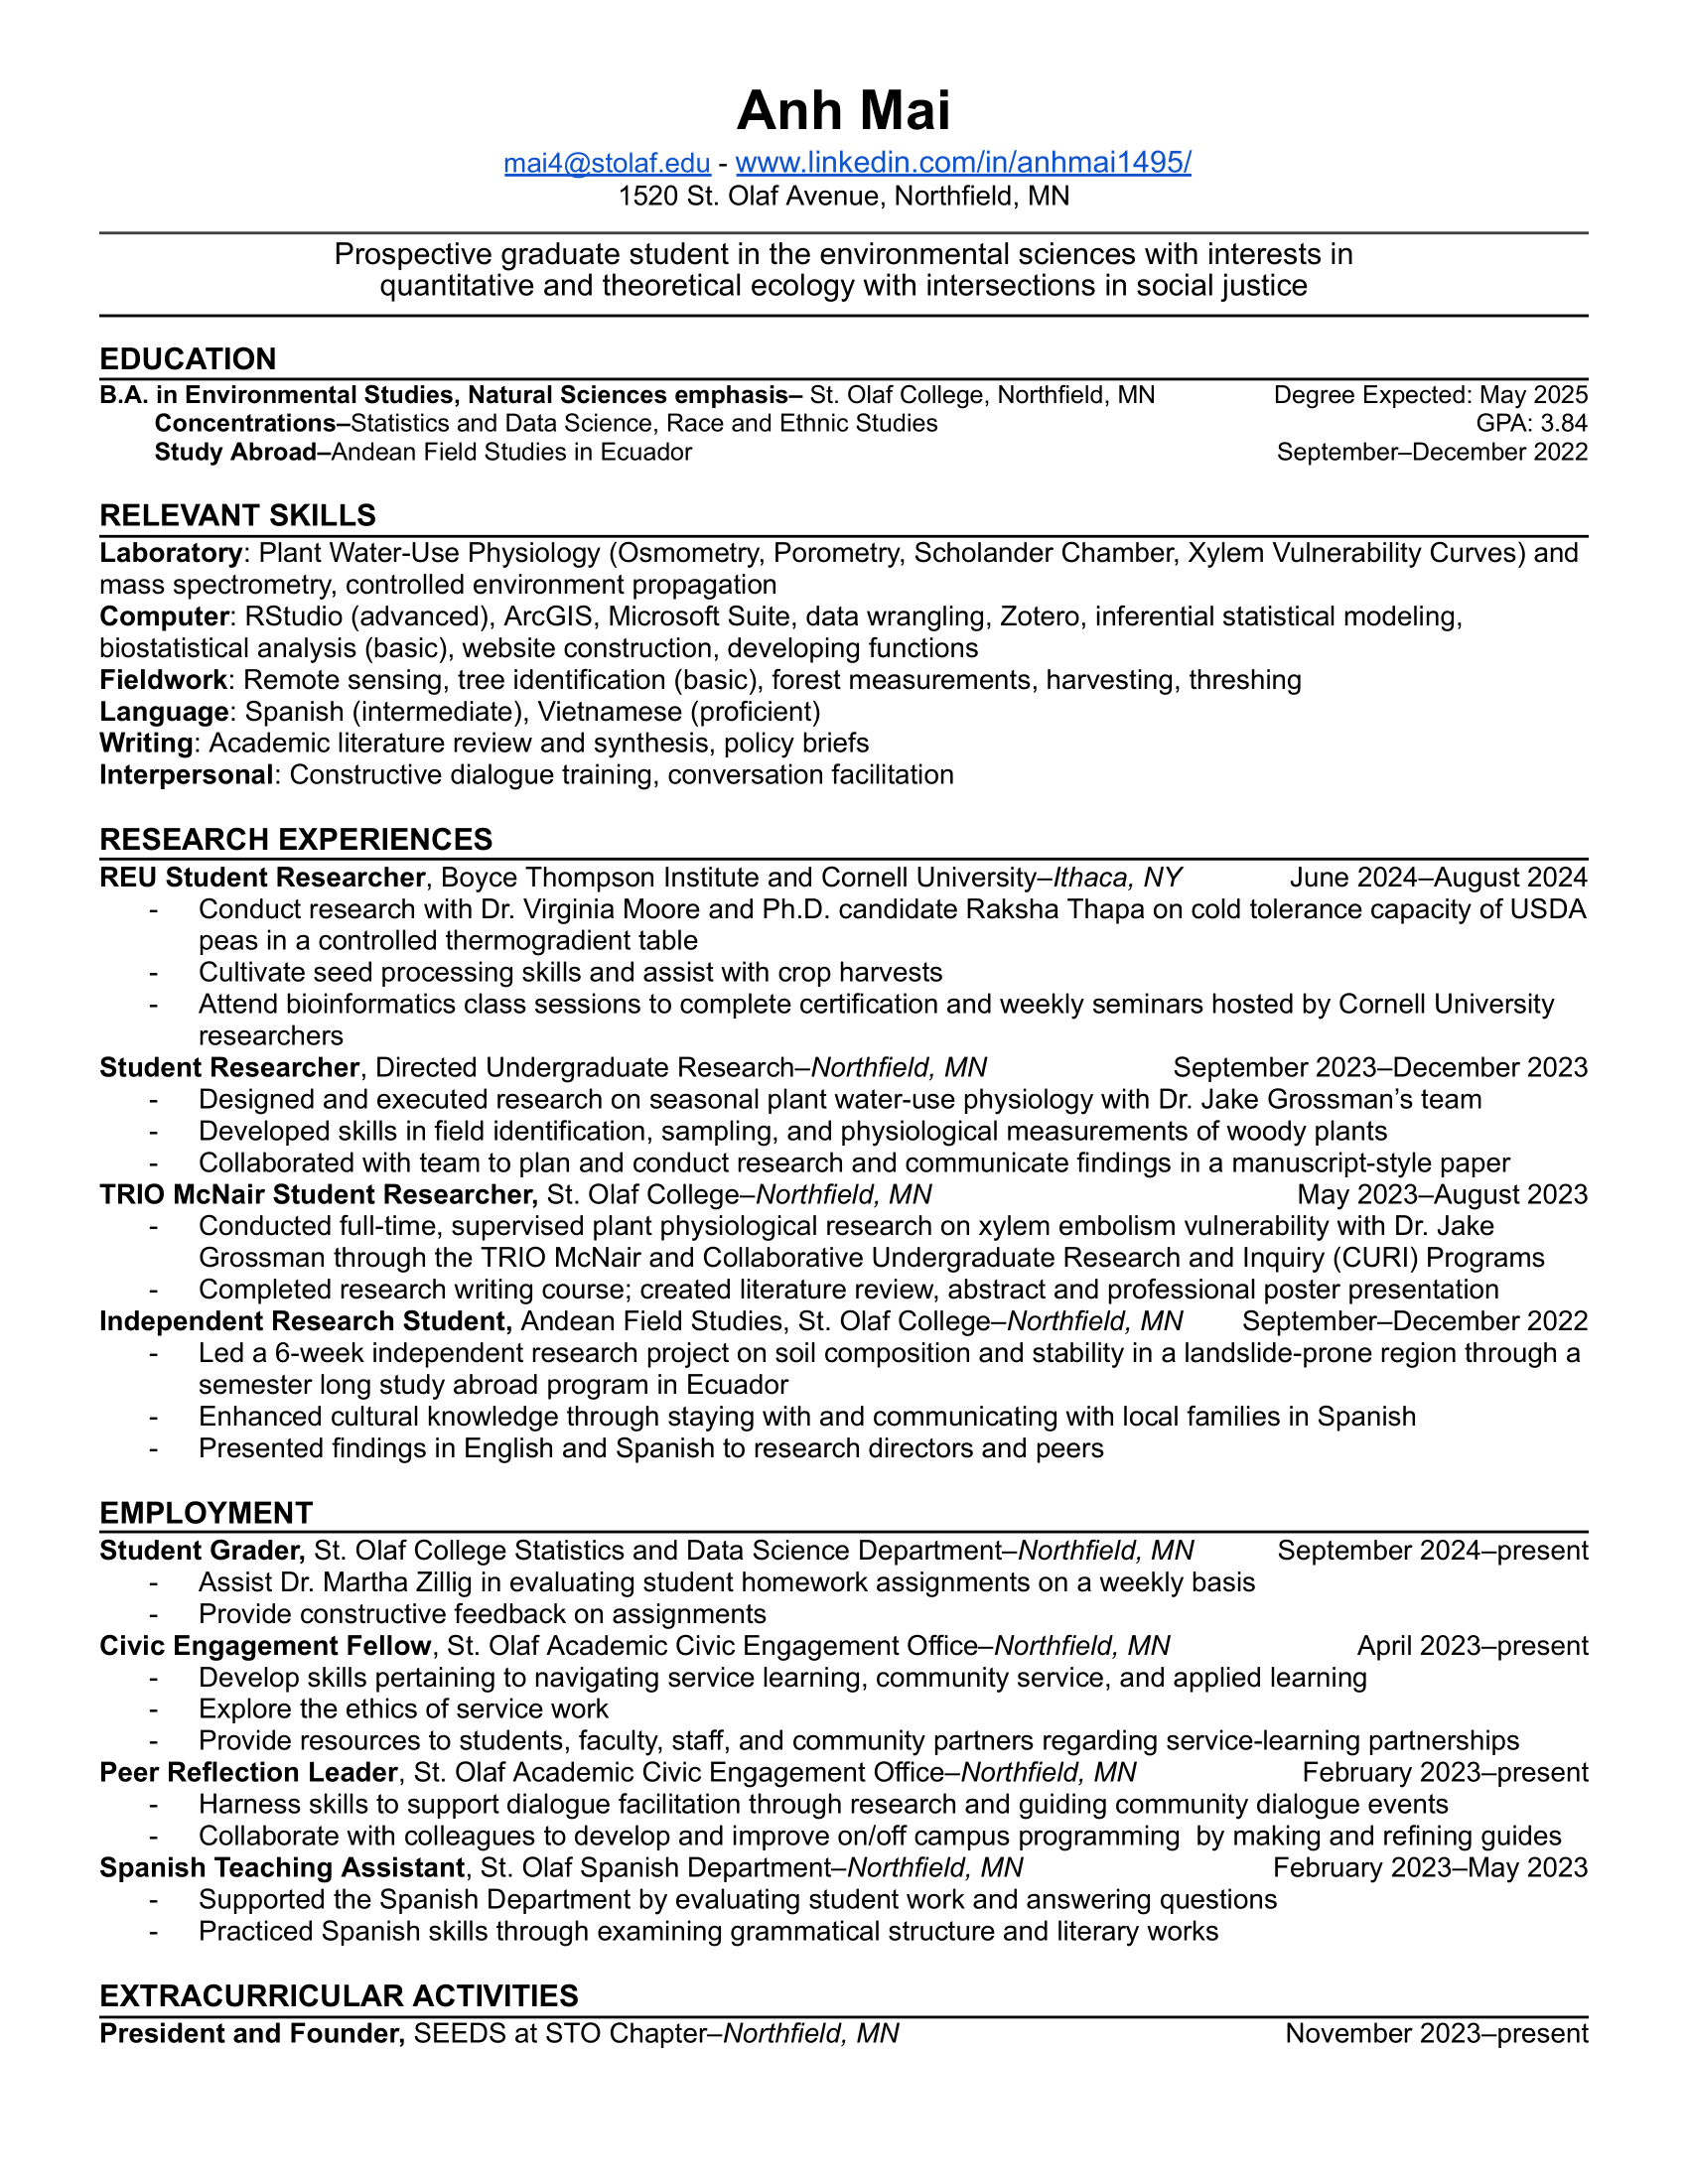 Anh Mai
mai4@stolaf.edu - www.linkedin.com/in/anhmai1495/
1520 St. Olaf Avenue, Northfield, MN
Prospective graduate student in the environmental sciences with interests in
quantitative and theoretical ecology with intersections in social justice
EDUCATION
B.A. in Environmental Studies, Natural Sciences emphasis– St. Olaf College, Northfield, MN Degree Expected: May 2025
Concentrations–Statistics and Data Science, Race and Ethnic Studies GPA: 3.84
Study Abroad–Andean Field Studies in Ecuador September–December 2022
RELEVANT SKILLS
Laboratory: Plant Water-Use Physiology (Osmometry, Porometry, Scholander Chamber, Xylem Vulnerability Curves) and
mass spectrometry, controlled environment propagation
Computer: RStudio (advanced), ArcGIS, Microsoft Suite, data wrangling, Zotero, inferential statistical modeling,
biostatistical analysis (basic), website construction, developing functions
Fieldwork: Remote sensing, tree identification (basic), forest measurements, harvesting, threshing
Language: Spanish (intermediate), Vietnamese (proficient)
Writing: Academic literature review and synthesis, policy briefs
Interpersonal: Constructive dialogue training, conversation facilitation
RESEARCH EXPERIENCES
REU Student Researcher, Boyce Thompson Institute and Cornell University–Ithaca, NY June 2024–August 2024
- Conduct research with Dr. Virginia Moore and Ph.D. candidate Raksha Thapa on cold tolerance capacity of USDA
peas in a controlled thermogradient table
- Cultivate seed processing skills and assist with crop harvests
- Attend bioinformatics class sessions to complete certification and weekly seminars hosted by Cornell University
researchers
Student Researcher, Directed Undergraduate Research–Northfield, MN September 2023–December 2023
- Designed and executed research on seasonal plant water-use physiology with Dr. Jake Grossman’s team
- Developed skills in field identification, sampling, and physiological measurements of woody plants
- Collaborated with team to plan and conduct research and communicate findings in a manuscript-style paper
TRIO McNair Student Researcher, St. Olaf College–Northfield, MN May 2023–August 2023
- Conducted full-time, supervised plant physiological research on xylem embolism vulnerability with Dr. Jake
Grossman through the TRIO McNair and Collaborative Undergraduate Research and Inquiry (CURI) Programs
- Completed research writing course; created literature review, abstract and professional poster presentation
Independent Research Student, Andean Field Studies, St. Olaf College–Northfield, MN September–December 2022
- Led a 6-week independent research project on soil composition and stability in a landslide-prone region through a
semester long study abroad program in Ecuador
- Enhanced cultural knowledge through staying with and communicating with local families in Spanish
- Presented findings in English and Spanish to research directors and peers
EMPLOYMENT
Student Grader, St. Olaf College Statistics and Data Science Department–Northfield, MN September 2024–present
- Assist Dr. Martha Zillig in evaluating student homework assignments on a weekly basis
- Provide constructive feedback on assignments
Civic Engagement Fellow, St. Olaf Academic Civic Engagement Office–Northfield, MN April 2023–present
- Develop skills pertaining to navigating service learning, community service, and applied learning
- Explore the ethics of service work
- Provide resources to students, faculty, staff, and community partners regarding service-learning partnerships
Peer Reflection Leader, St. Olaf Academic Civic Engagement Office–Northfield, MN February 2023–present
- Harness skills to support dialogue facilitation through research and guiding community dialogue events
- Collaborate with colleagues to develop and improve on/off campus programming  by making and refining guides
Spanish Teaching Assistant, St. Olaf Spanish Department–Northfield, MN February 2023–May 2023
- Supported the Spanish Department by evaluating student work and answering questions
- Practiced Spanish skills through examining grammatical structure and literary works
EXTRACURRICULAR ACTIVITIES
President and Founder, SEEDS at STO Chapter–Northfield, MN November 2023–present